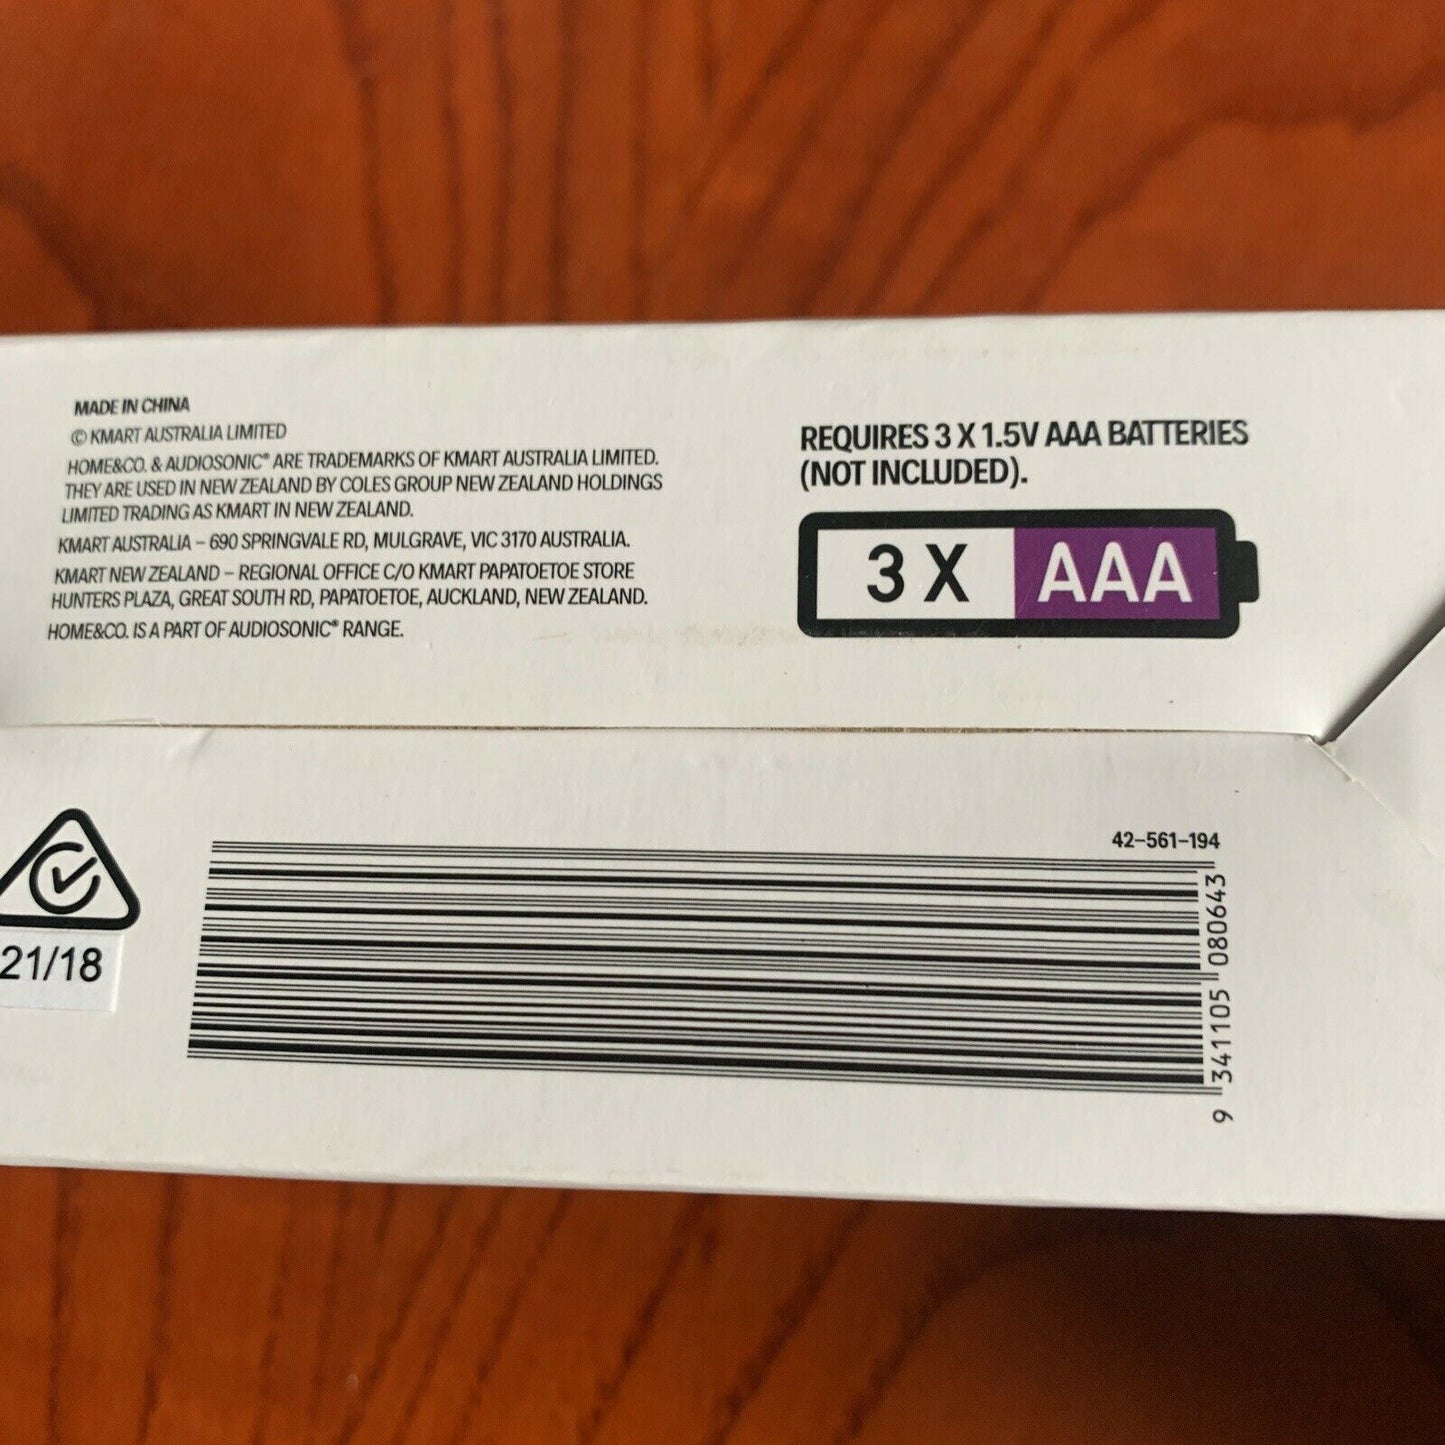 MADE IN CHINA
© KMART AUSTRALIA LIMITED
HOME&CO. & AUDIOSONIC® ARE TRADEMARKS OF KMART AUSTRALIA LIMITED.
THEY ARE USED IN NEW ZEALAND BY COLES GROUP NEW ZEALAND HOLDINGS
LIMITED TRADING AS KMART IN NEW ZEALAND.
KMART AUSTRALIA – 690 SPRINGVALE RD, MULGRAVE, VIC 3170 AUSTRALIA.
KMART NEW ZEALAND – REGIONAL OFFICE C/O KMART PAPATOETOE STORE
HUNTERS PLAZA, GREAT SOUTH RD, PAPATOETOE, AUCKLAND, NEW ZEALAND.
HOME&CO. IS A PART OF AUDIOSONIC® RANGE.
REQUIRES 3 X 1.5V AAA BATTERIES
(NOT INCLUDED).
3 X AAA
21/18
42-561-194
9 341105 080643